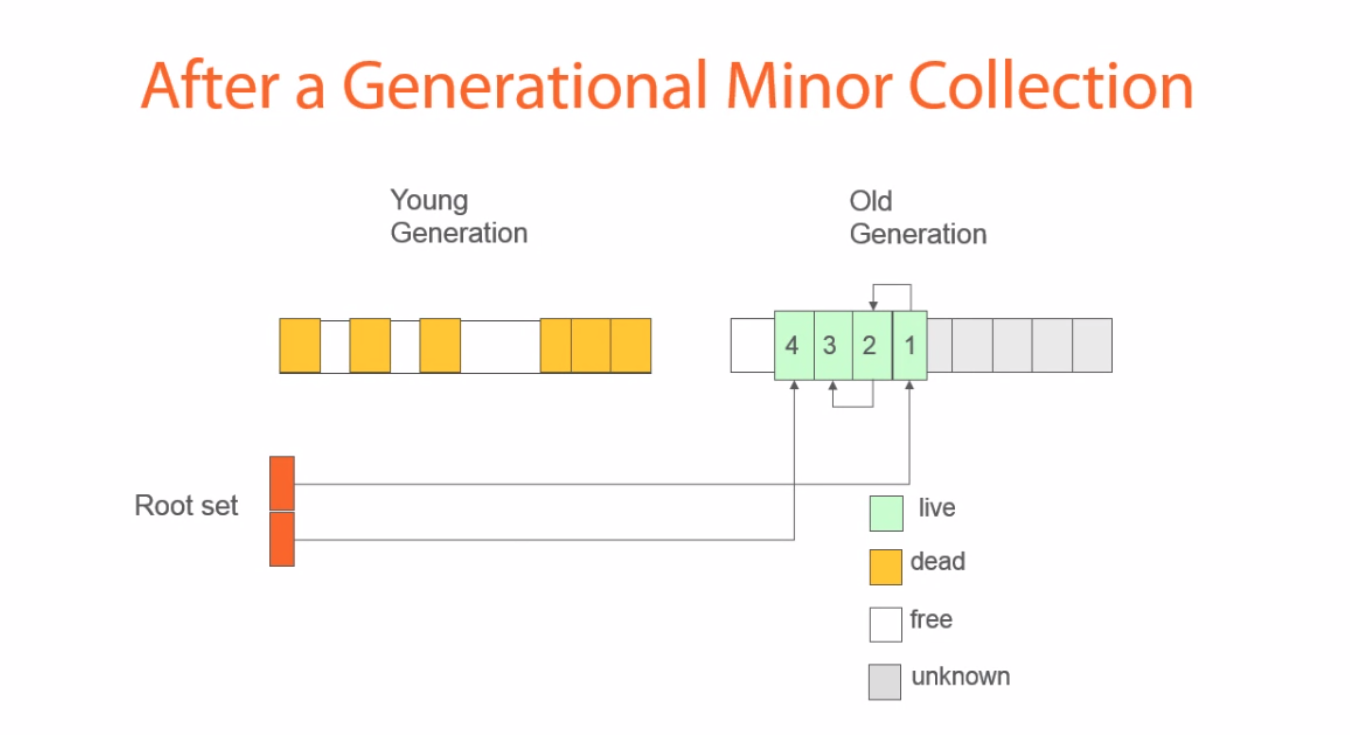 After a Generational Minor Collection
Young
Generation
Old
Generation
4 3 2 1
Root set
live
dead
free
unknown